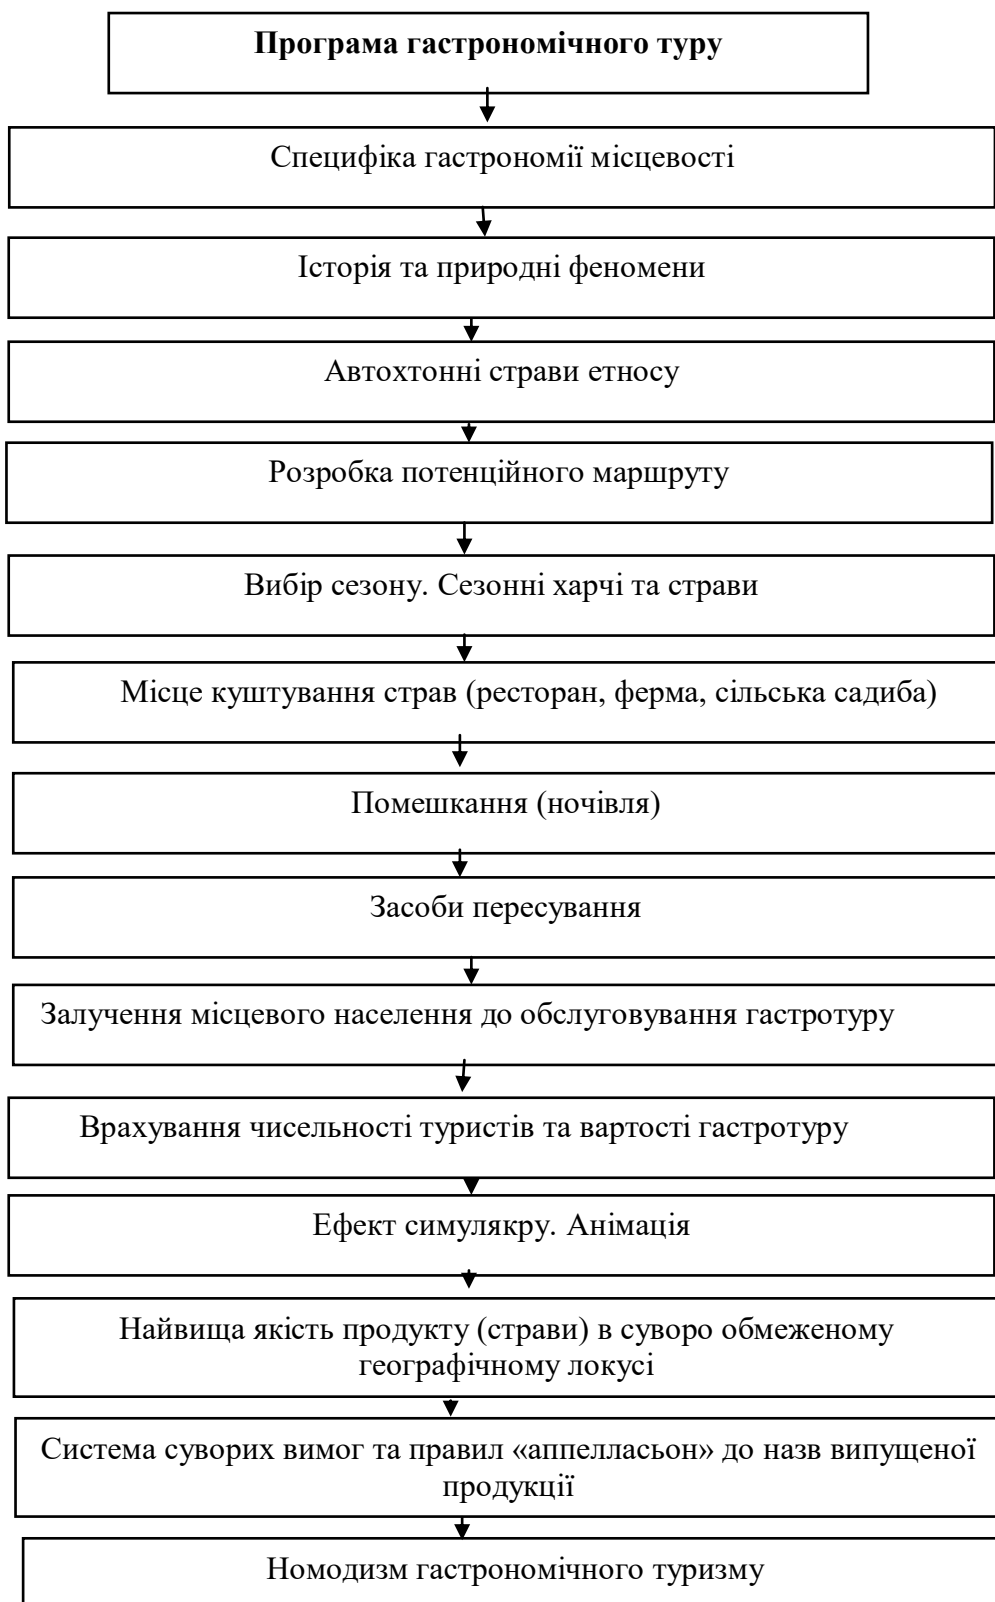 Програма гастрономічного туру
Специфіка гастрономії місцевості
Історія та природні феномени
Автохтонні страви етносу
Розробка потенційного маршруту
Вибір сезону. Сезонні харчі та страви
Місце куштування страв (ресторан, ферма, сільська садиба)
Помешкання (ночівля)
Засоби пересування
Залучення місцевого населення до обслуговування гастротуру
Врахування чисельності туристів та вартості гастротуру
Ефект симулякру. Анімація
Найвища якість продукту (страви) в суворо обмеженому
географічному локусі
Система суворих вимог та правил «аппелласьон» до назв випущеної
продукції
Номодизм гастрономічного туризму